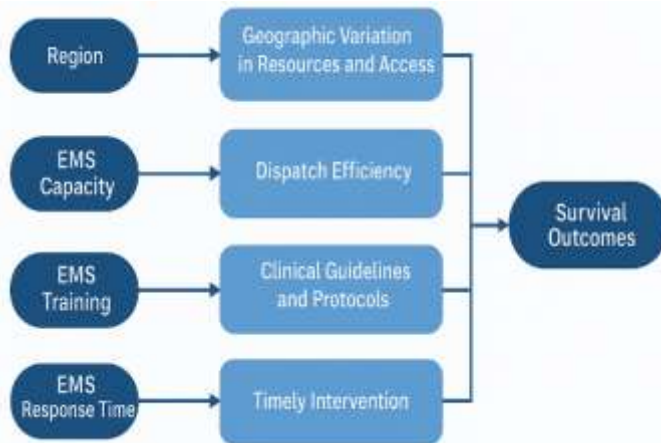 Region
Geographic Variation
in Resources and Access
EMS
Capacity
Dispatch Efficiency
EMS
Training
Clinical Guidelines
and Protocols
EMS
Response Time
Timely Intervention
Survival
Outcomes